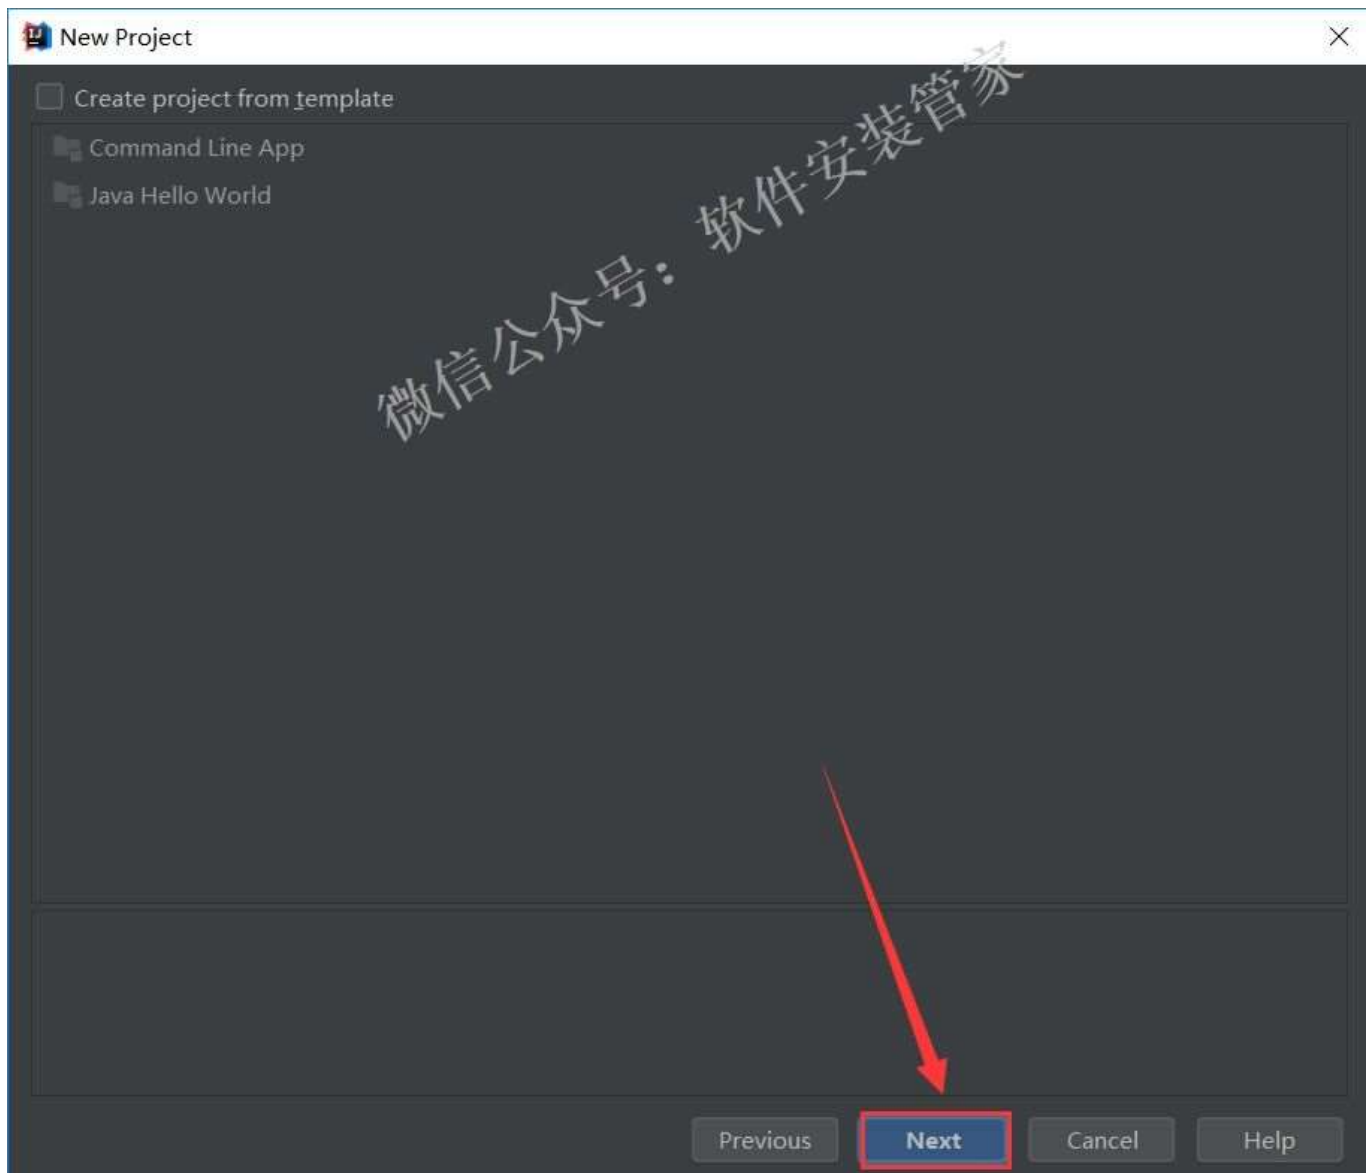 New Project
Create project from template
Command Line App
Java Hello World
微信公众号：软件安装管家
Previous
Next
Cancel
Help